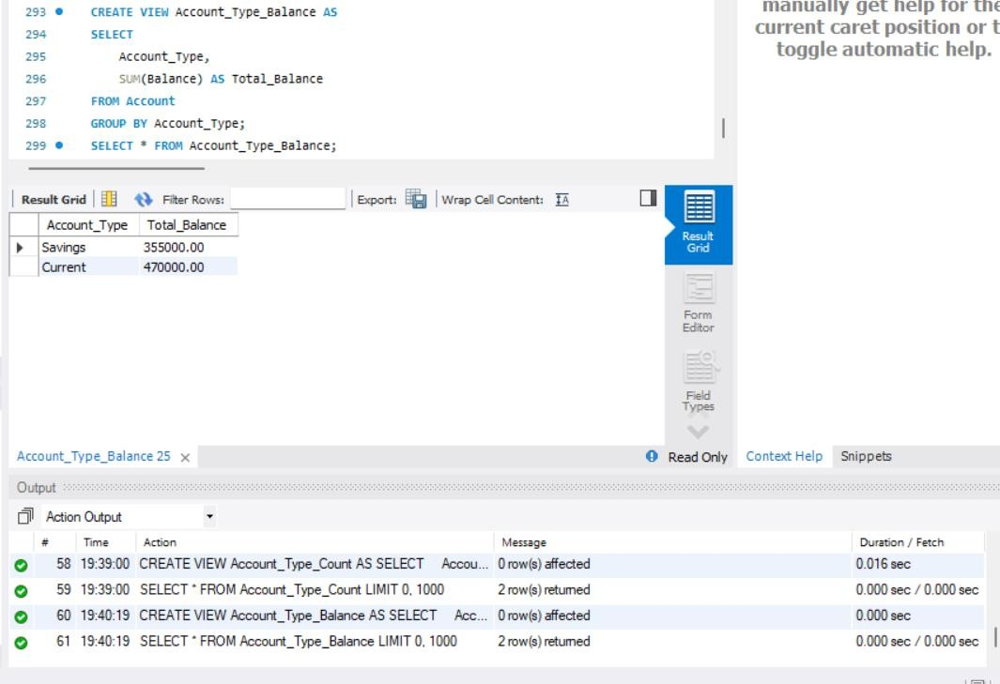 293 CREATE VIEW Account_Type_Balance AS
294 SELECT
295 Account_Type,
296 SUM(Balance) AS Total_Balance
297 FROM Account
298 GROUP BY Account_Type;
299 SELECT * FROM Account_Type_Balance;
manually get help for the
current caret position or t
toggle automatic help.
Result Grid Filter Rows: Export: Wrap Cell Content:
Account_Type Total_Balance
Savings 355000.00
Current 470000.00
Result
Grid
Form
Editor
Field
Types
Account_Type_Balance 25 Read Only Context Help Snippets
Output
Action Output
# Time Action Message Duration / Fetch
58 19:39:00 CREATE VIEW Account_Type_Count AS SELECT Accou... 0 row(s) affected 0.016 sec
59 19:39:00 SELECT * FROM Account_Type_Count LIMIT 0, 1000 2 row(s) returned 0.000 sec / 0.000 sec
60 19:40:19 CREATE VIEW Account_Type_Balance AS SELECT Acc... 0 row(s) affected 0.000 sec
61 19:40:19 SELECT * FROM Account_Type_Balance LIMIT 0, 1000 2 row(s) returned 0.000 sec / 0.000 sec